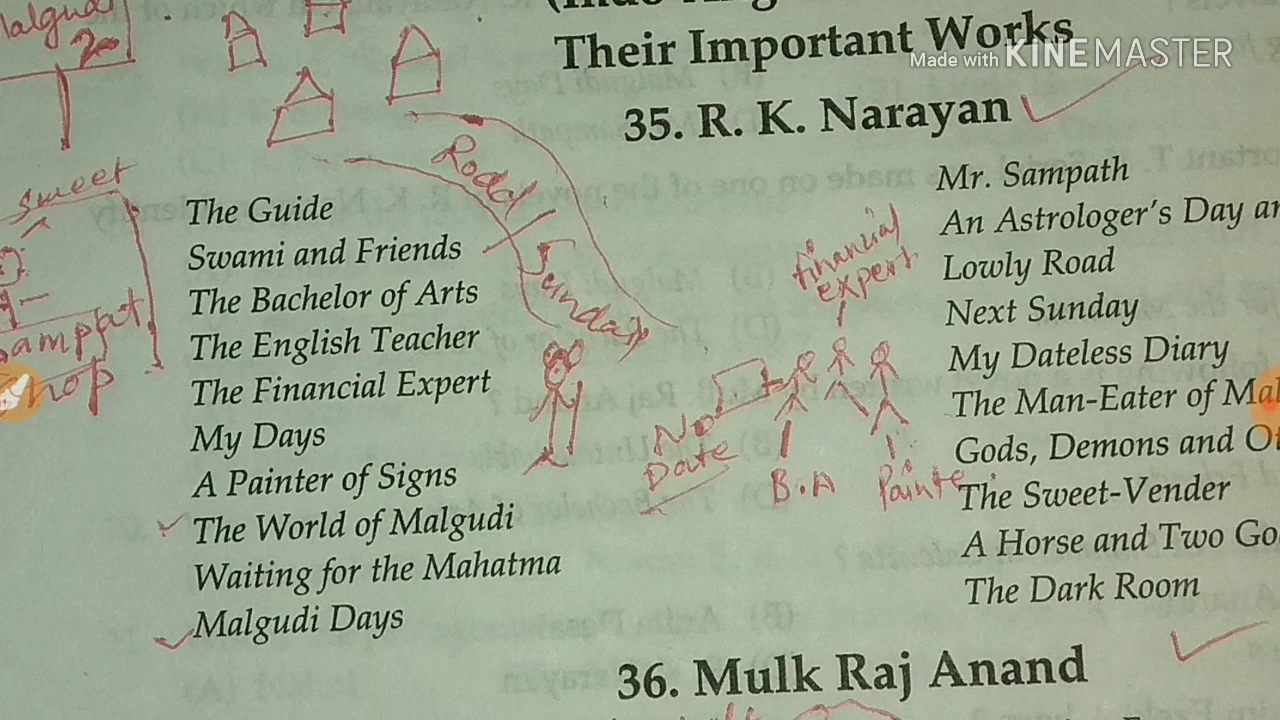 Malgudi
Their Important Works
Made with KINEMASTER
35. R. K. Narayan
Road / Sunday
sweet
Sampat
shop
The Guide
Swami and Friends
The Bachelor of Arts
The English Teacher
The Financial Expert
My Days
A Painter of Signs
The World of Malgudi
Waiting for the Mahatma
Malgudi Days
financial
expert
No
Date
B.A
Painte
Mr. Sampath
An Astrologer's Day
Lowly Road
Next Sunday
My Dateless Diary
The Man-Eater of Mal
Gods, Demons and
The Sweet-Vender
A Horse and Two Go
The Dark Room
36. Mulk Raj Anand